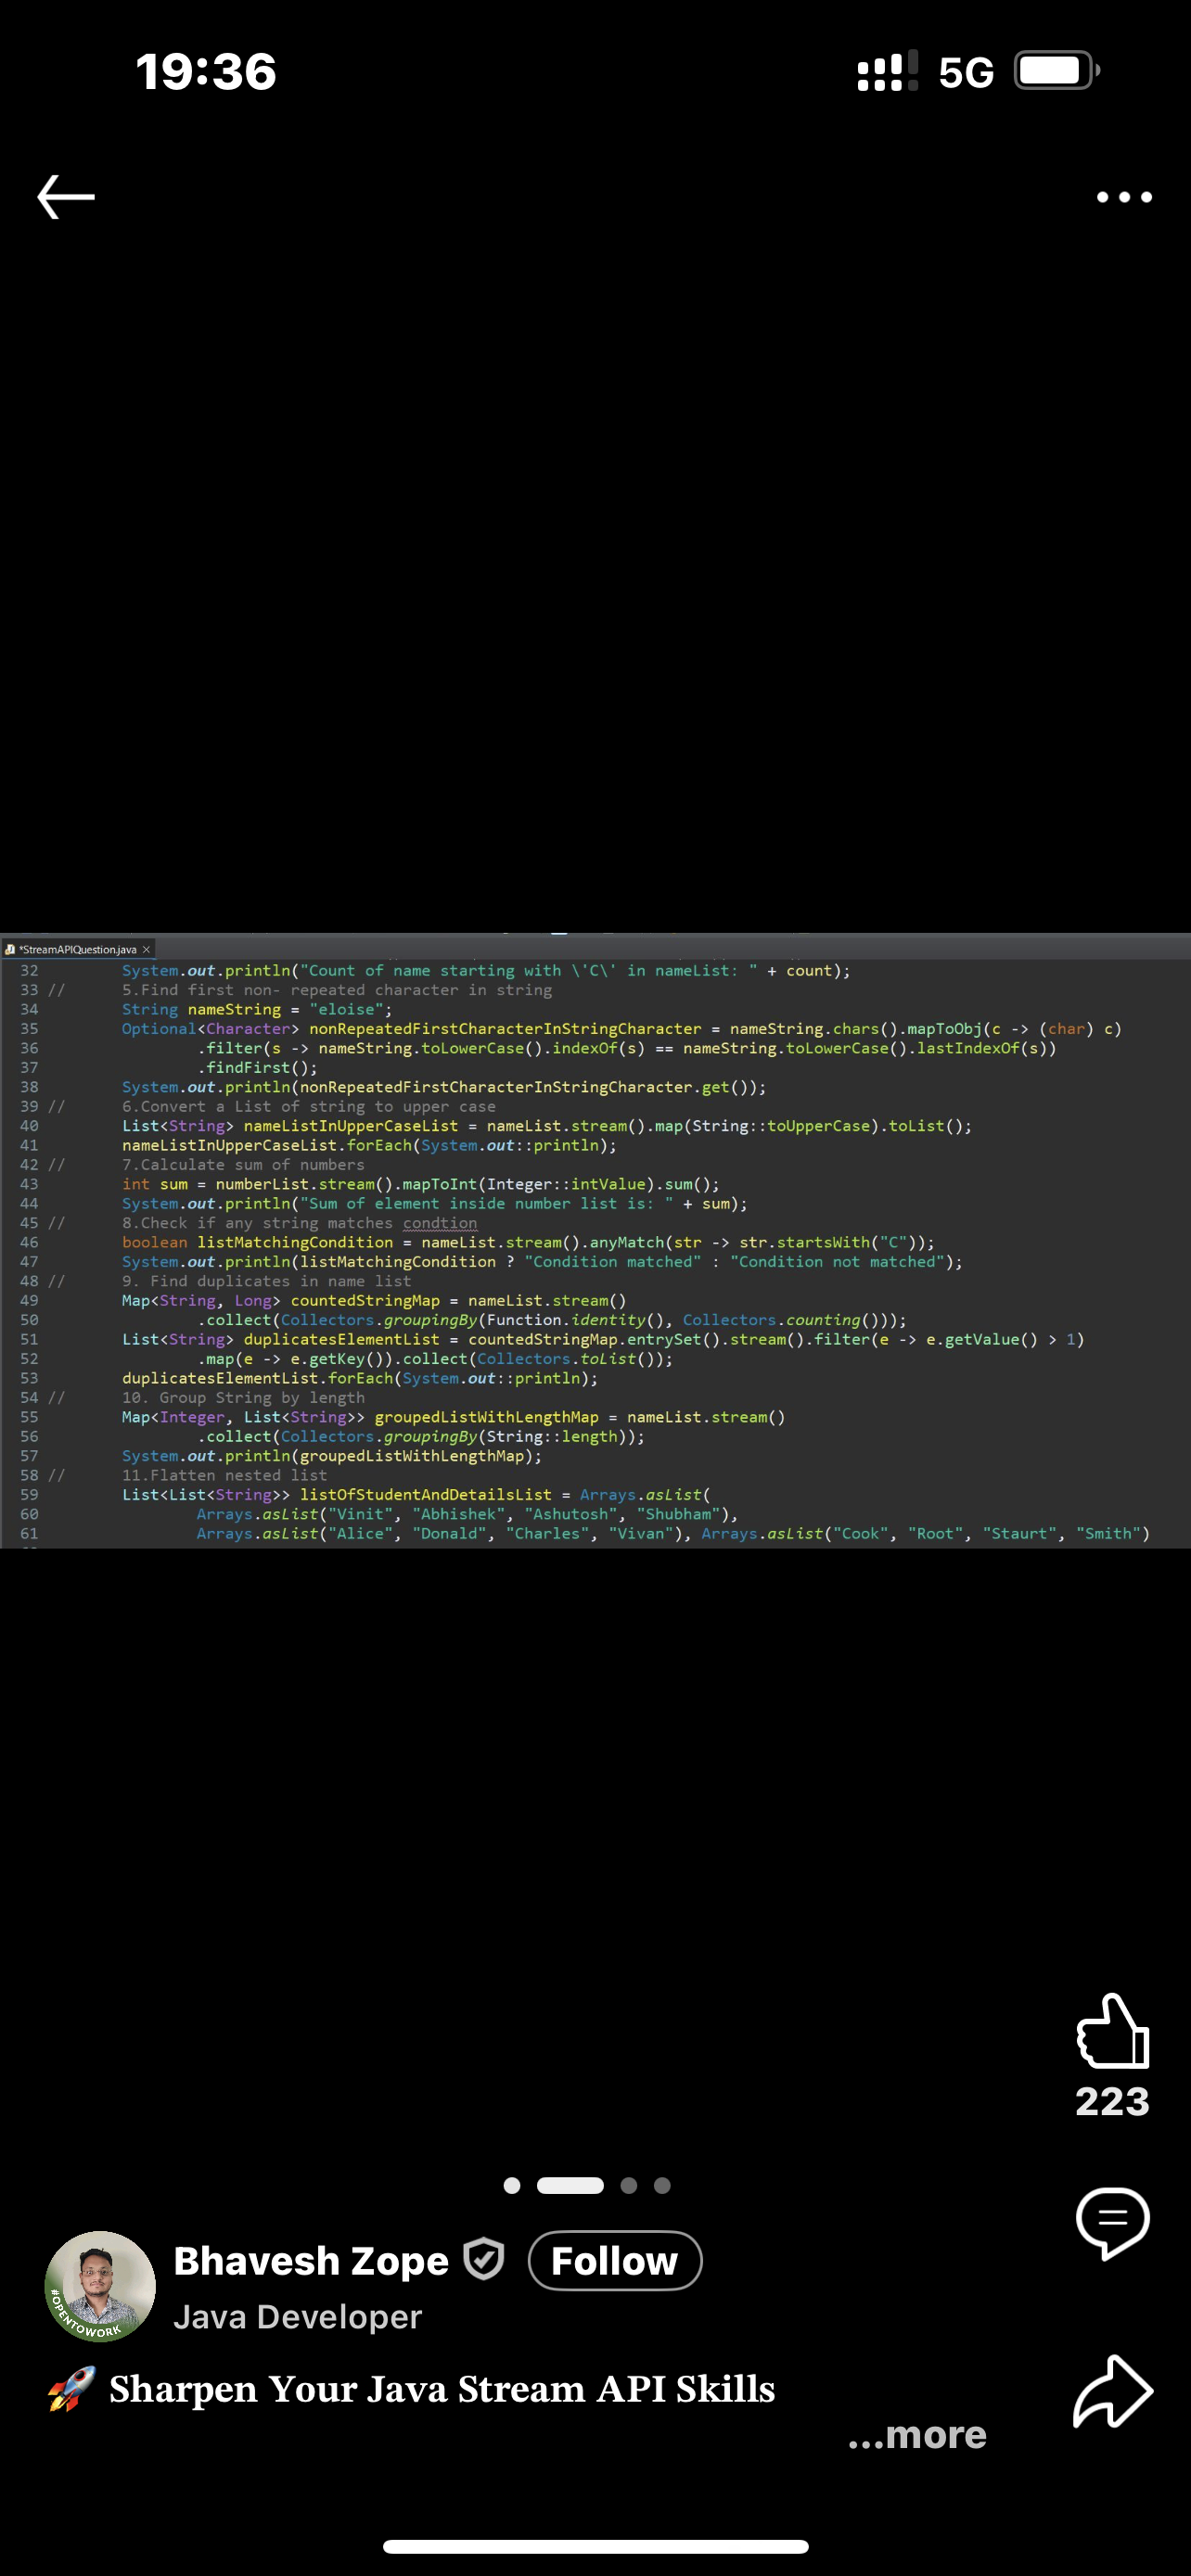 19:36
5G
*StreamAPIQuestion.java
32 System.out.println("Count of name starting with \'C\' in nameList: " + count);
33 // 5.Find first non- repeated character in string
34 String nameString = "eloise";
35 Optional<Character> nonRepeatedFirstCharacterInStringCharacter = nameString.chars().mapToObj(c -> (char) c)
36 .filter(s -> nameString.toLowerCase().indexOf(s) == nameString.toLowerCase().lastIndexOf(s))
37 .findFirst();
38 System.out.println(nonRepeatedFirstCharacterInStringCharacter.get());
39 // 6.Convert a List of string to upper case
40 List<String> nameListInUpperCaseList = nameList.stream().map(String::toUpperCase).toList();
41 nameListInUpperCaseList.forEach(System.out::println);
42 // 7.Calculate sum of numbers
43 int sum = numberList.stream().mapToInt(Integer::intValue).sum();
44 System.out.println("Sum of element inside number list is: " + sum);
45 // 8.Check if any string matches condtion
46 boolean listMatchingCondition = nameList.stream().anyMatch(str -> str.startsWith("C"));
47 System.out.println(listMatchingCondition ? "Condition matched" : "Condition not matched");
48 // 9. Find duplicates in name list
49 Map<String, Long> countedStringMap = nameList.stream()
50 .collect(Collectors.groupingBy(Function.identity(), Collectors.counting()));
51 List<String> duplicatesElementList = countedStringMap.entrySet().stream().filter(e -> e.getValue() > 1)
52 .map(e -> e.getKey()).collect(Collectors.toList());
53 duplicatesElementList.forEach(System.out::println);
54 // 10. Group String by length
55 Map<Integer, List<String>> groupedListWithLengthMap = nameList.stream()
56 .collect(Collectors.groupingBy(String::length));
57 System.out.println(groupedListWithLengthMap);
58 // 11.Flatten nested list
59 List<List<String>> listOfStudentAndDetailsList = Arrays.asList(
60 Arrays.asList("Vinit", "Abhishek", "Ashutosh", "Shubham"),
61 Arrays.asList("Alice", "Donald", "Charles", "Vivan"), Arrays.asList("Cook", "Root", "Staurt", "Smith")
223
Bhavesh Zope
Follow
Java Developer
#OPENTOWORK
🚀 Sharpen Your Java Stream API Skills
...more